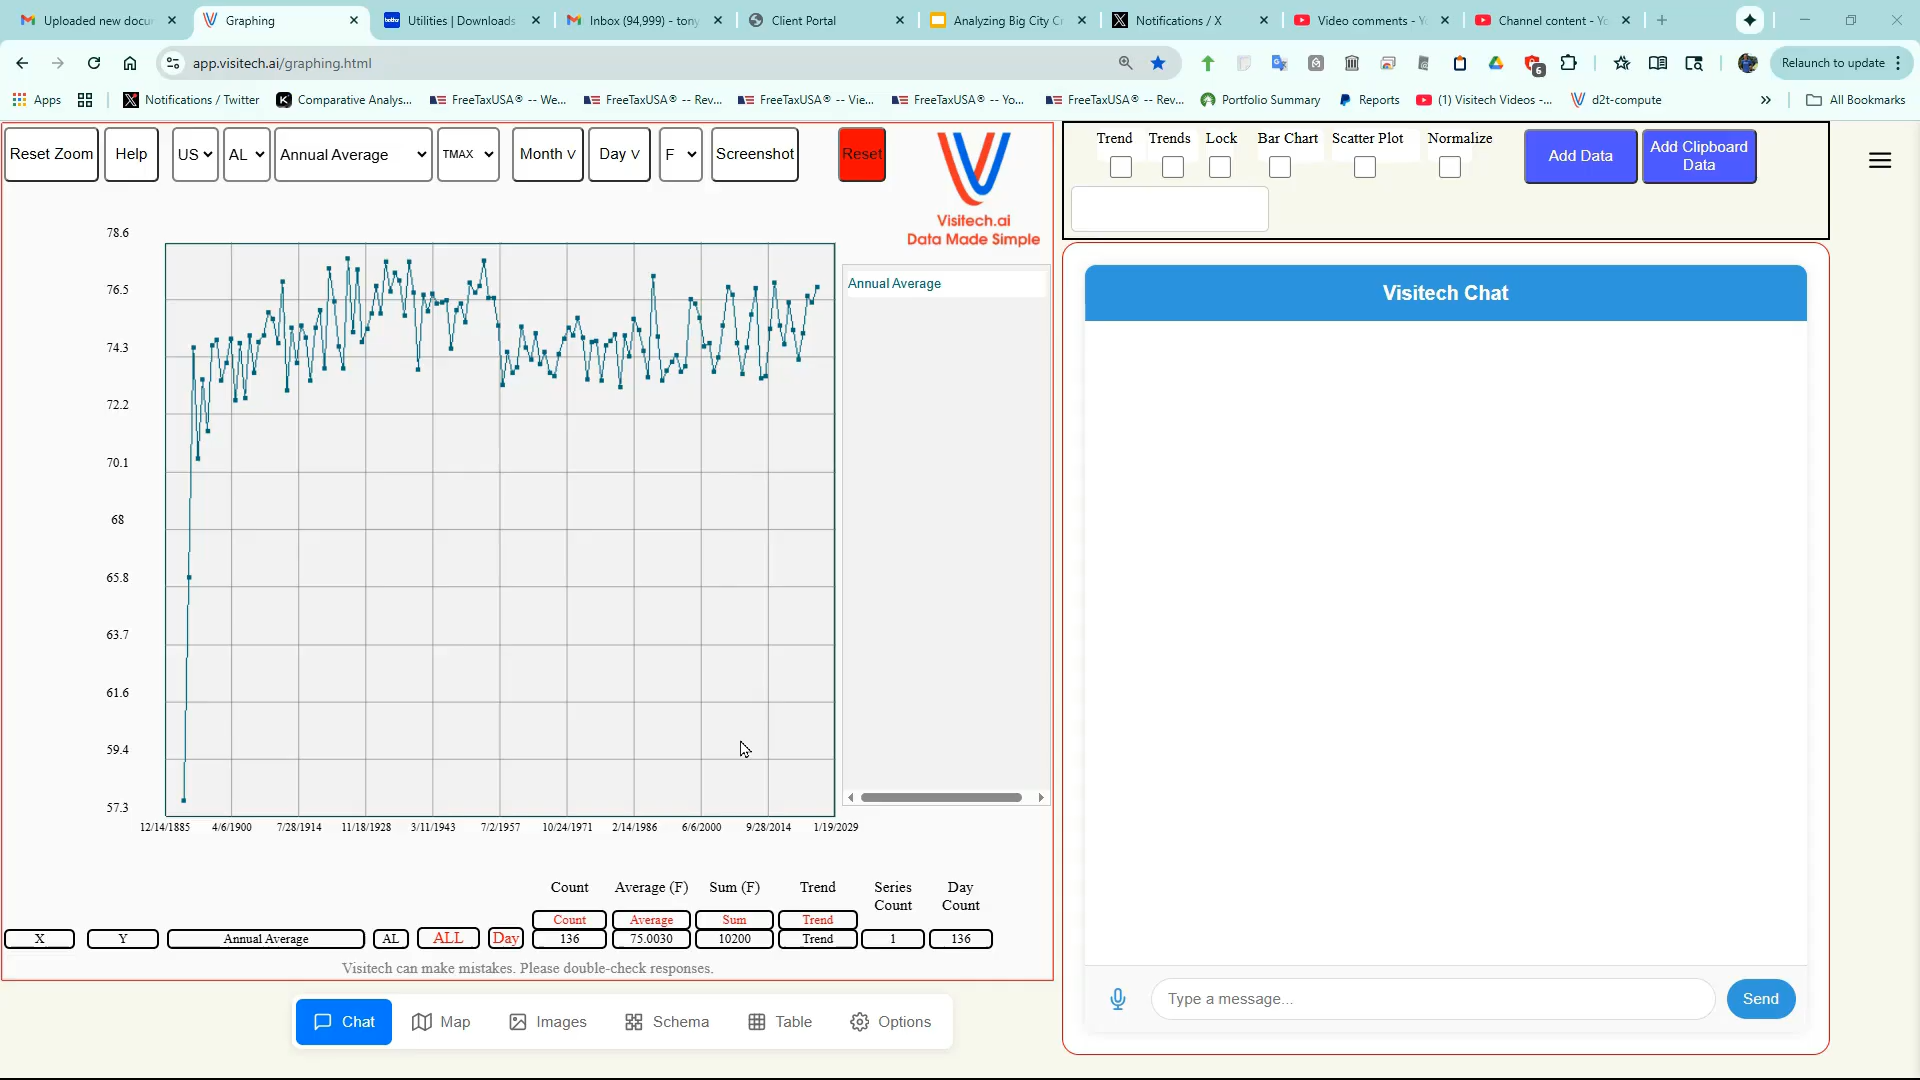 Uploaded new docu
Graphing
Utilities | Downloads
Inbox (94,999) - tony
Client Portal
Analyzing Big City C
Notifications / X
Video comments - Y
Channel content - Yo
app.visitech.ai/graphing.html
6
Relaunch to update
Apps
Notifications / Twitter
Comparative Analys...
FreeTaxUSA® -- We...
FreeTaxUSA® -- Rev...
FreeTaxUSA® -- Vie...
FreeTaxUSA® -- Yo...
FreeTaxUSA® -- Rev...
Portfolio Summary
Reports
(1) Visitech Videos -...
d2t-compute
»
All Bookmarks
Reset Zoom
Help
US
AL
Annual Average
TMAX
Month V
Day V
F
Screenshot
Reset
Visitech.ai
Data Made Simple
Trend
Trends
Lock
Bar Chart
Scatter Plot
Normalize
Add Data
Add Clipboard
Data
78.6
76.5
74.3
72.2
70.1
68
65.8
63.7
61.6
59.4
57.3
12/14/1885
4/6/1900
7/28/1914
11/18/1928
3/11/1943
7/2/1957
10/24/1971
2/14/1986
6/6/2000
9/28/2014
1/19/2029
Annual Average
Visitech Chat
Count
Average (F)
Sum (F)
Trend
Series
Count
Day
Count
Count
Average
Sum
Trend
X
Y
Annual Average
AL
ALL
Day
136
75.0030
10200
Trend
1
136
Visitech can make mistakes. Please double-check responses.
Chat
Map
Images
Schema
Table
Options
Type a message...
Send